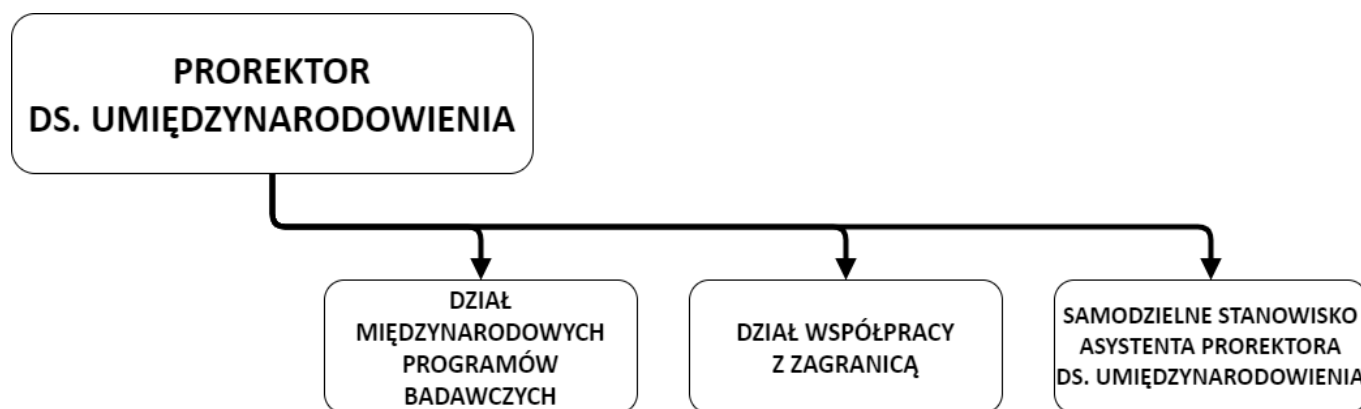 PROREKTOR
DS. UMIĘDZYNARODOWIENIA
DZIAŁ
MIĘDZYNARODOWYCH
PROGRAMÓW
BADAWCZYCH
DZIAŁ WSPÓŁPRACY
Z ZAGRANICĄ
SAMODZIELNE STANOWISKO
ASYSTENTA PROREKTORA
DS. UMIĘDZYNARODOWIENIA